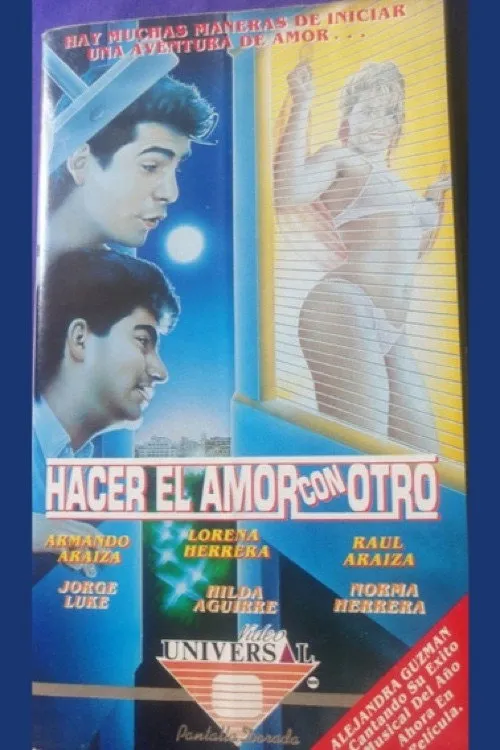 HAY MUCHAS MANERAS DE INICIAR
UNA AVENTURA DE AMOR...
HACER EL AMOR CON OTRO
ARMANDO ARAIZA
LORENA HERRERA
RAUL ARAIZA
JORGE LUKE
HILDA AGUIRRE
NORMA HERRERA
Video
UNIVERSAL
Pantalla Dorada
ALEJANDRA GUZMAN
Cantando Su Exito
Musical Del Año
Ahora En
Película.